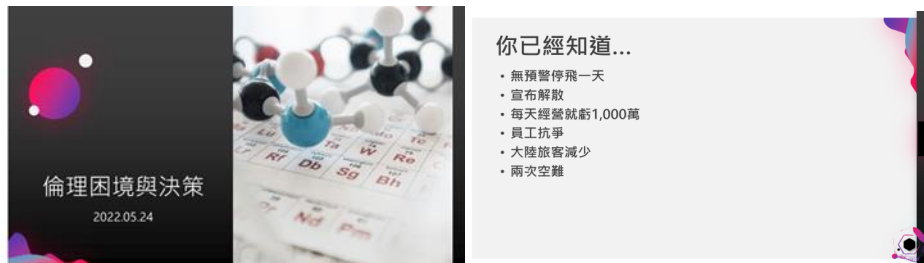 倫理困境與決策
2022.05.24
Lu
Ta
W
Re
Rf
Db
Sg
Bh
Nd
Pm
你已經知道...
• 無預警停飛一天
• 宣布解散
• 每天經營就虧1,000萬
• 員工抗爭
• 大陸旅客減少
• 兩次空難